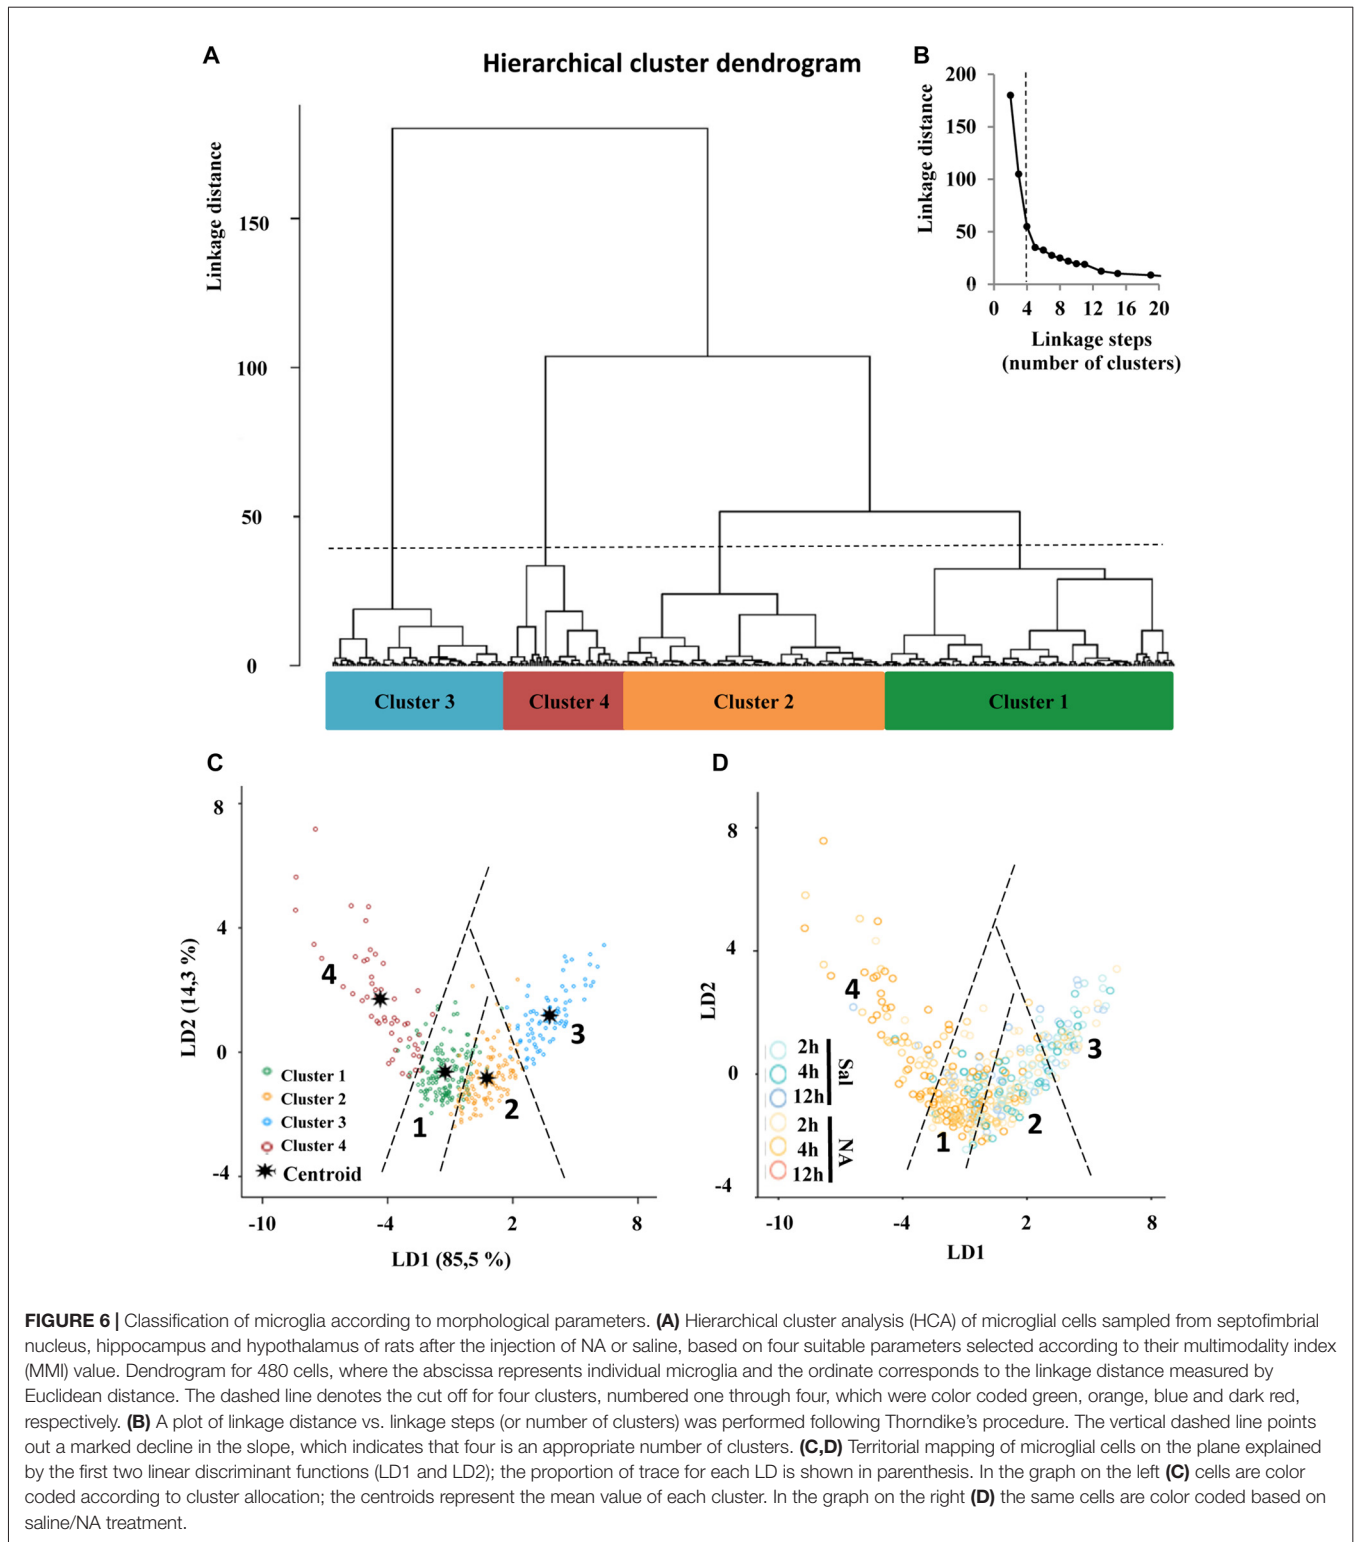 A
Hierarchical cluster dendrogram
Linkage distance
150
100
50
0
Cluster 3
Cluster 4
Cluster 2
Cluster 1
B
Linkage distance
200
150
100
50
0
0 4 8 12 16 20
Linkage steps
(number of clusters)
C
LD2 (14,3 %)
8
4
0
-4
4
3
1
2
Cluster 1
Cluster 2
Cluster 3
Cluster 4
Centroid
-10 -4 2 8
LD1 (85,5 %)
D
LD2
8
4
0
-4
4
3
1
2
2h
4h
12h
Sal
2h
4h
12h
NA
-10 -4 2 8
LD1
FIGURE 6 | Classification of microglia according to morphological parameters. (A) Hierarchical cluster analysis (HCA) of microglial cells sampled from septofimbrial
nucleus, hippocampus and hypothalamus of rats after the injection of NA or saline, based on four suitable parameters selected according to their multimodality index
(MMI) value. Dendrogram for 480 cells, where the abscissa represents individual microglia and the ordinate corresponds to the linkage distance measured by
Euclidean distance. The dashed line denotes the cut off for four clusters, numbered one through four, which were color coded green, orange, blue and dark red,
respectively. (B) A plot of linkage distance vs. linkage steps (or number of clusters) was performed following Thorndike's procedure. The vertical dashed line points
out a marked decline in the slope, which indicates that four is an appropriate number of clusters. (C,D) Territorial mapping of microglial cells on the plane explained
by the first two linear discriminant functions (LD1 and LD2); the proportion of trace for each LD is shown in parenthesis. In the graph on the left (C) cells are color
coded according to cluster allocation; the centroids represent the mean value of each cluster. In the graph on the right (D) the same cells are color coded based on
saline/NA treatment.